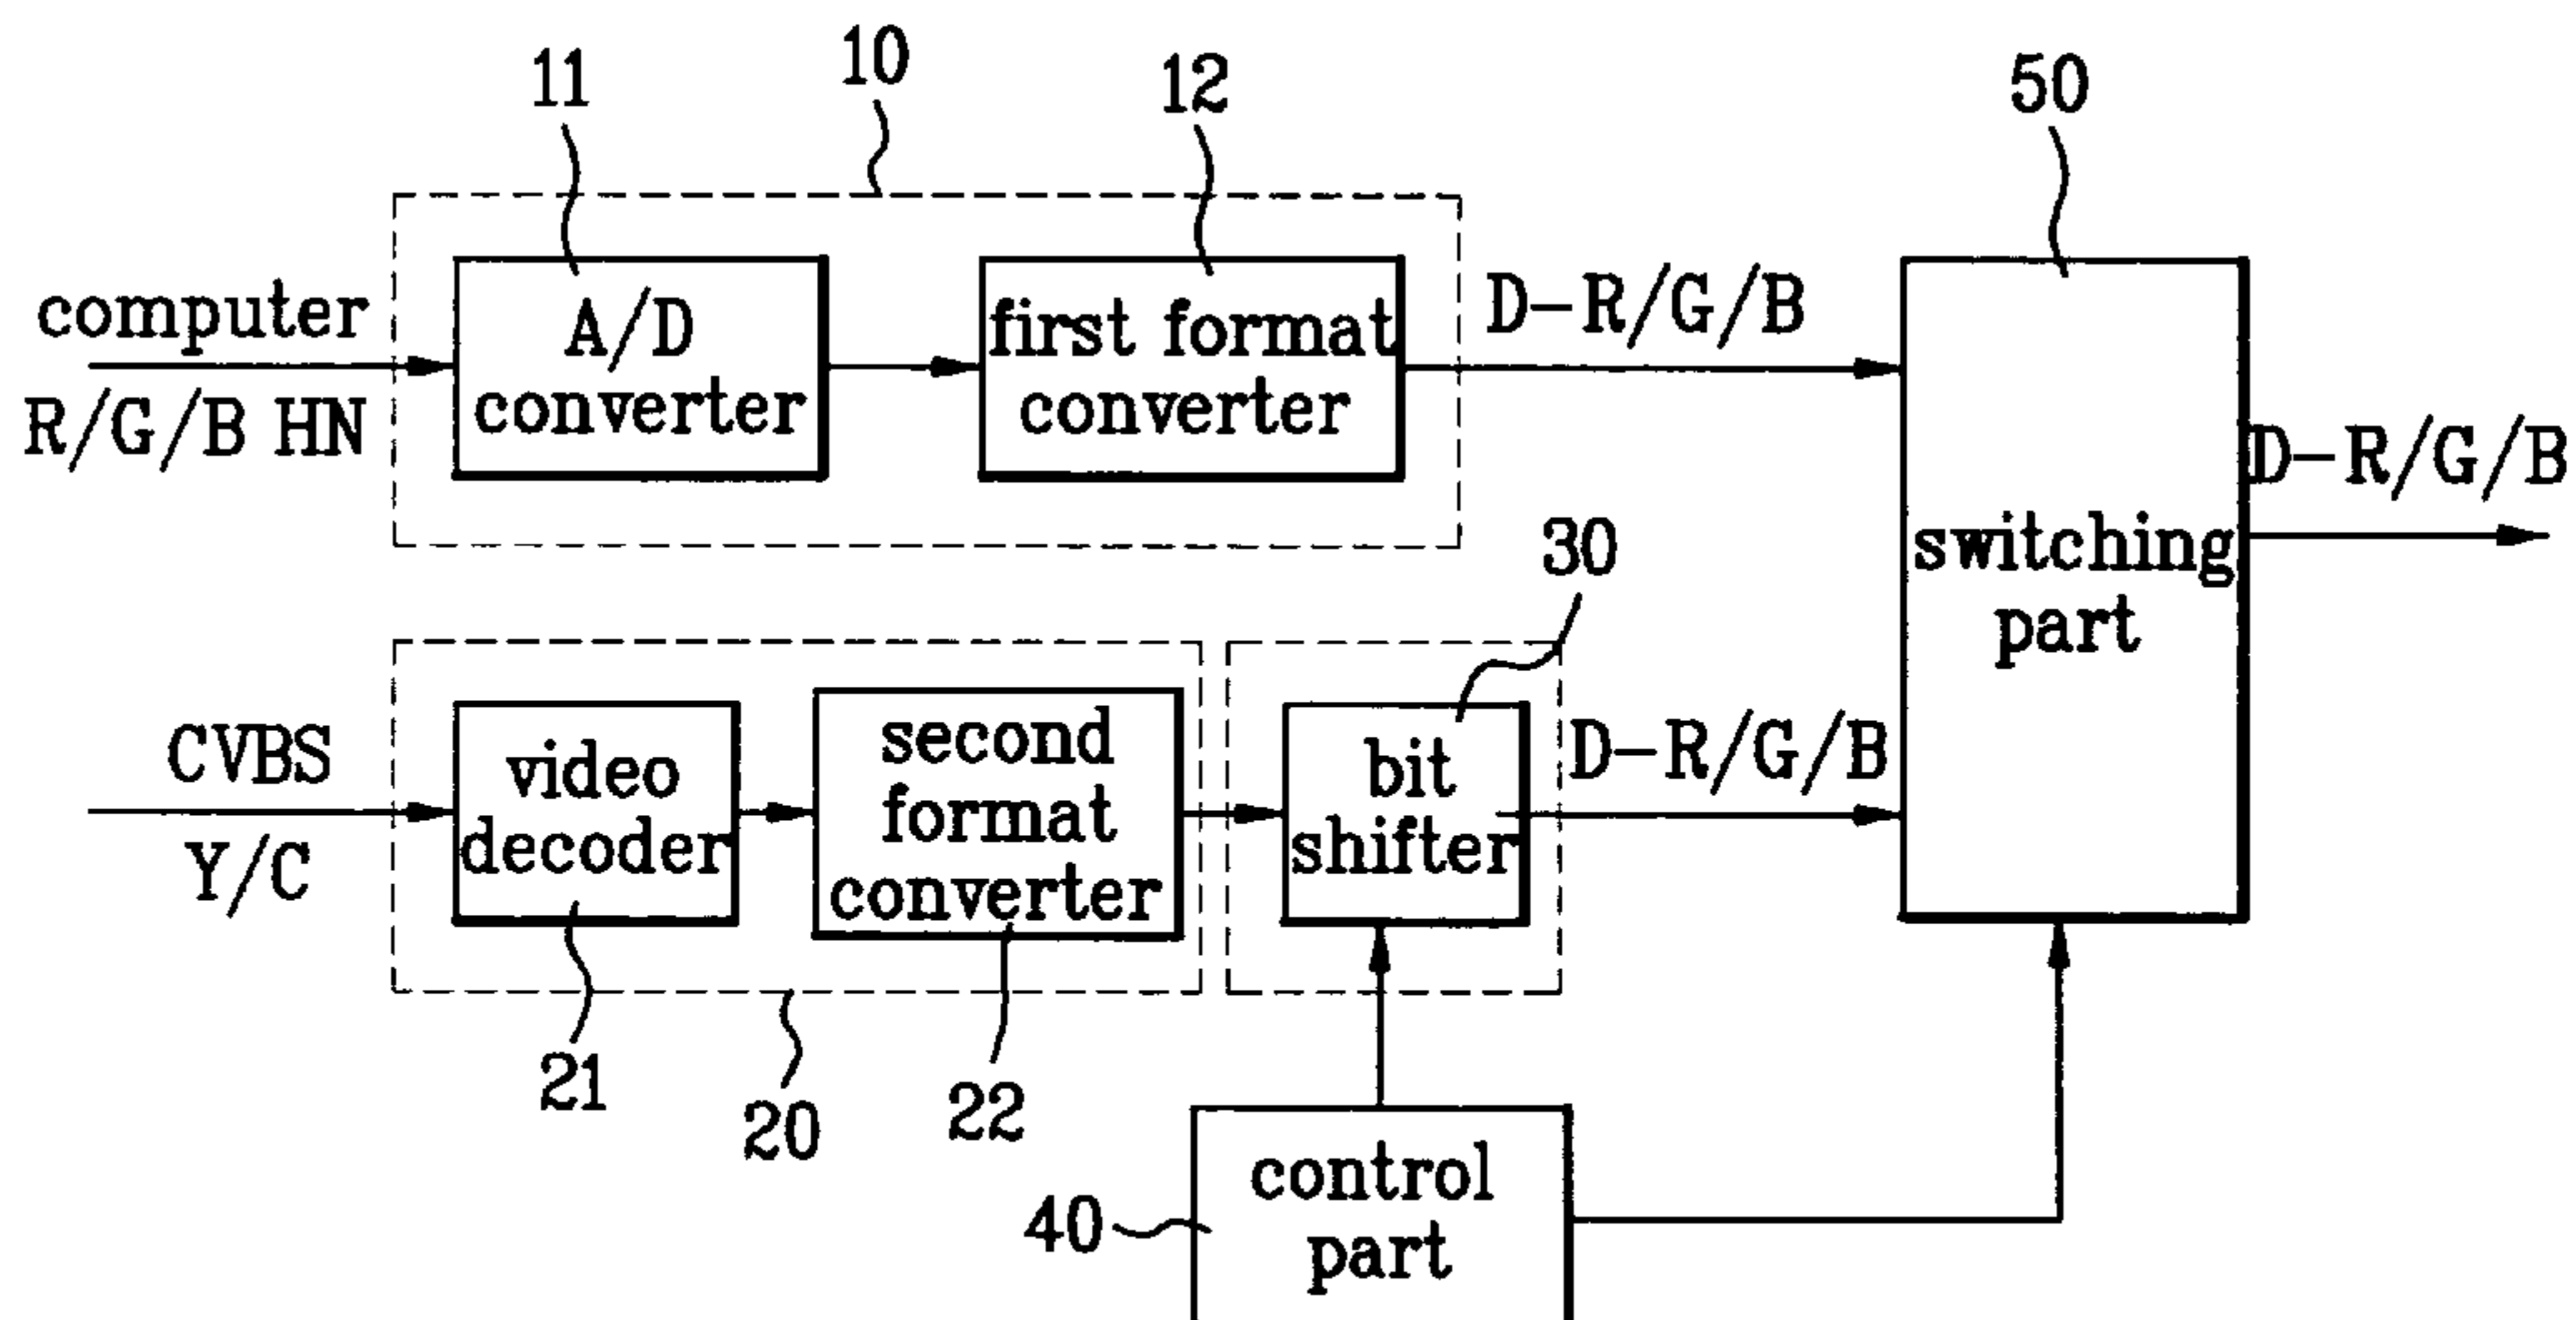 10
11
12
50
computer
R/G/B HN
A/D
converter
first format
converter
D-R/G/B
switching
part
D-R/G/B
30
CVBS
Y/C
video
decoder
second
format
converter
bit
shifter
D-R/G/B
21
20
22
40
control
part